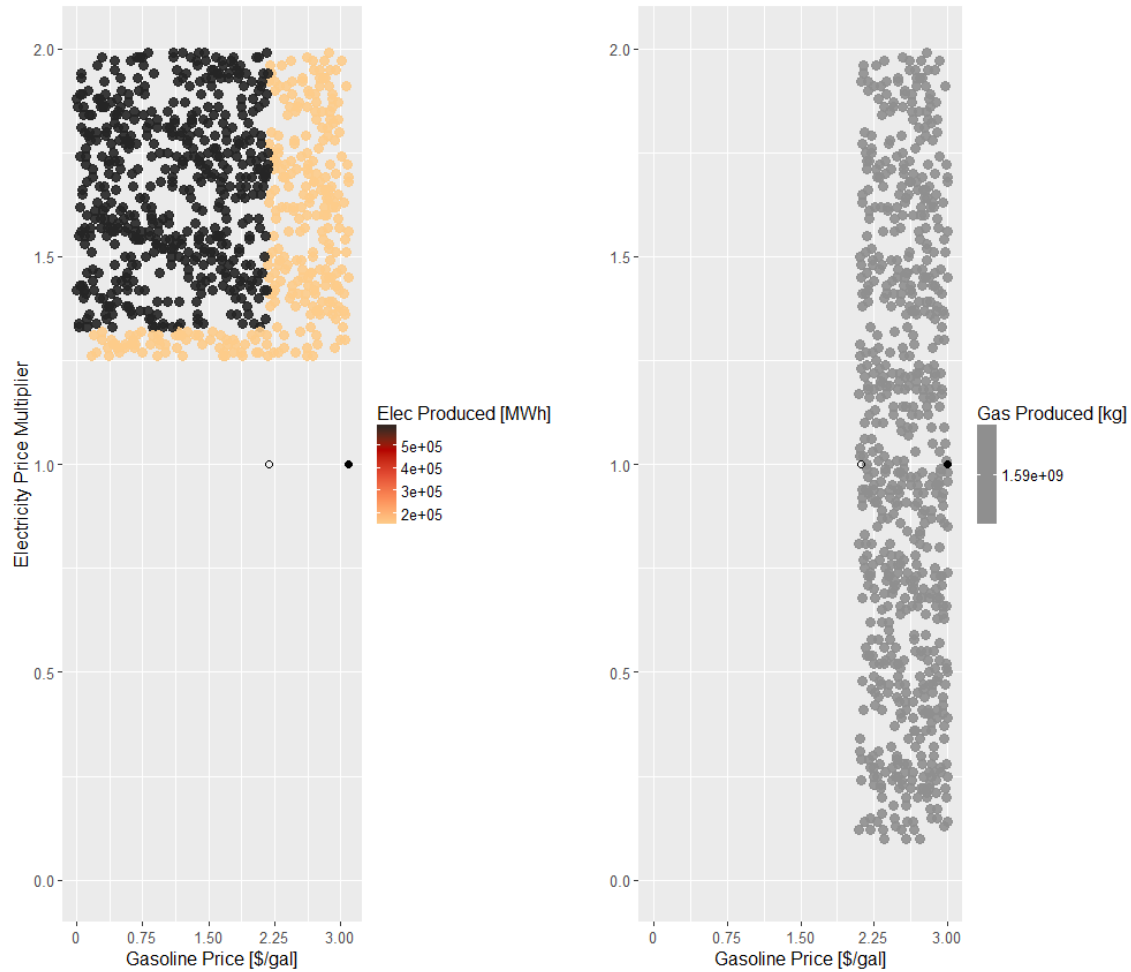 Electricity Price Multiplier
2.0
1.5
1.0
0.5
0.0
0 0.75 1.50 2.25 3.00
Gasoline Price [$/gal]
Elec Produced [MWh]
5e+05
4e+05
3e+05
2e+05
2.0
1.5
1.0
0.5
0.0
0 0.75 1.50 2.25 3.00
Gasoline Price [$/gal]
Gas Produced [kg]
1.59e+09